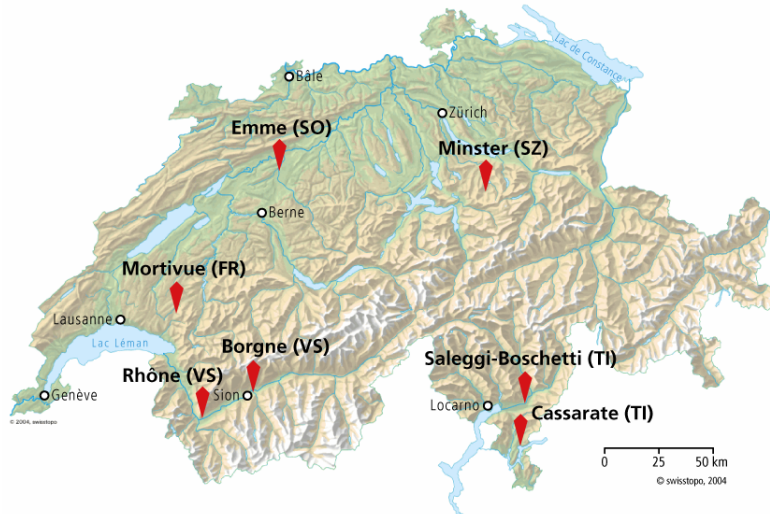 Lac de Constance
Bâle
Zürich
Emme (SO)
Minster (SZ)
Berne
Mortivue (FR)
Lausanne
Lac Léman
Borgne (VS)
Saleggi-Boschetti (TI)
Rhône (VS)
Sion
Genève
Locarno
Cassarate (TI)
© 2004, swisstopo
0 25 50 km
© swisstopo, 2004